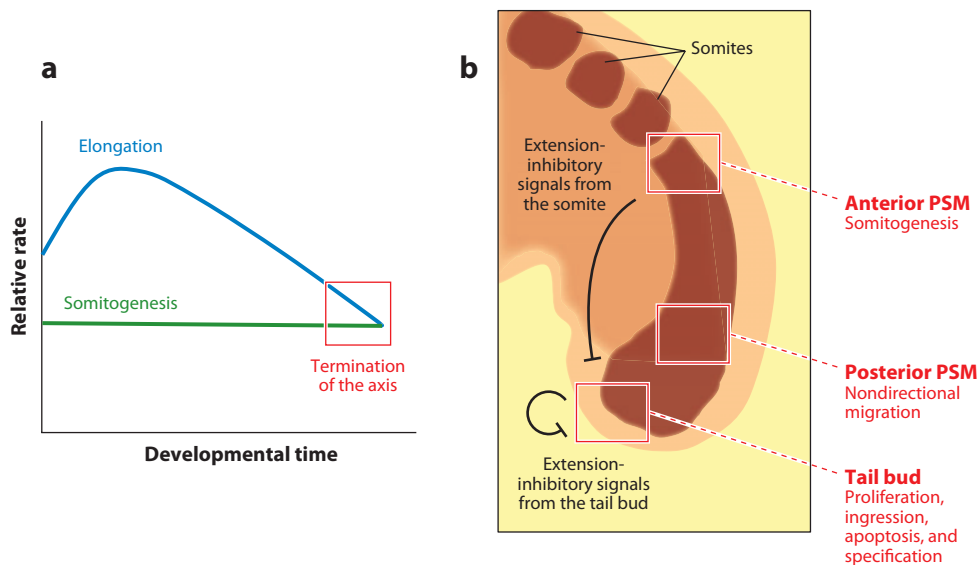 a
Elongation
Somitogenesis
Relative rate
Termination
of the axis
Developmental time
b
Somites
Extension-
inhibitory
signals from
the somite
Anterior PSM
Somitogenesis
Posterior PSM
Nondirectional
migration
Extension-
inhibitory signals
from the tail bud
Tail bud
Proliferation,
ingression,
apoptosis, and
specification